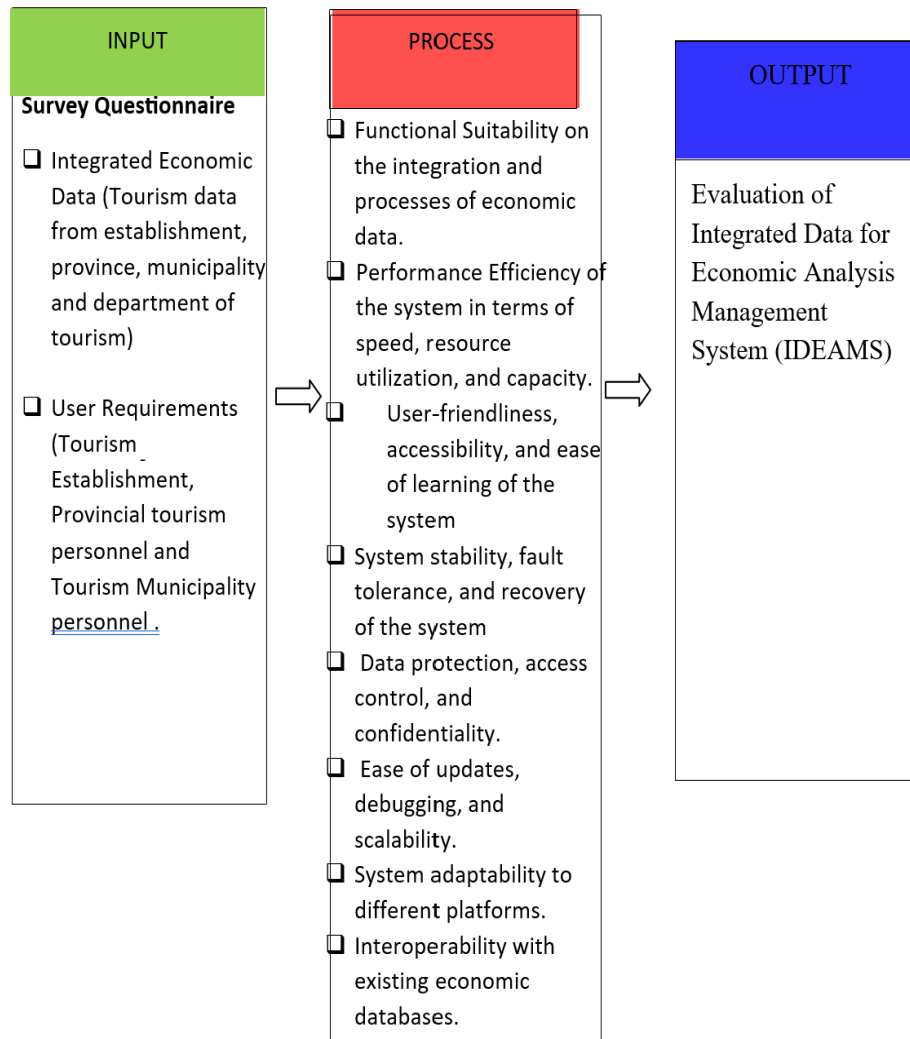 INPUT
Survey Questionnaire
Integrated Economic
Data (Tourism data
from establishment,
province, municipality
and department of
tourism)
User Requirements
(Tourism
Establishment,
Provincial tourism
personnel and
Tourism Municipality
personnel .
PROCESS
Functional Suitability on
the integration and
processes of economic
data.
Performance Efficiency of
the system in terms of
speed, resource
utilization, and capacity.
User-friendliness,
accessibility, and ease
of learning of the
system
System stability, fault
tolerance, and recovery
of the system
Data protection, access
control, and
confidentiality.
Ease of updates,
debugging, and
scalability.
System adaptability to
different platforms.
Interoperability with
existing economic
databases.
OUTPUT
Evaluation of
Integrated Data for
Economic Analysis
Management
System (IDEAMS)